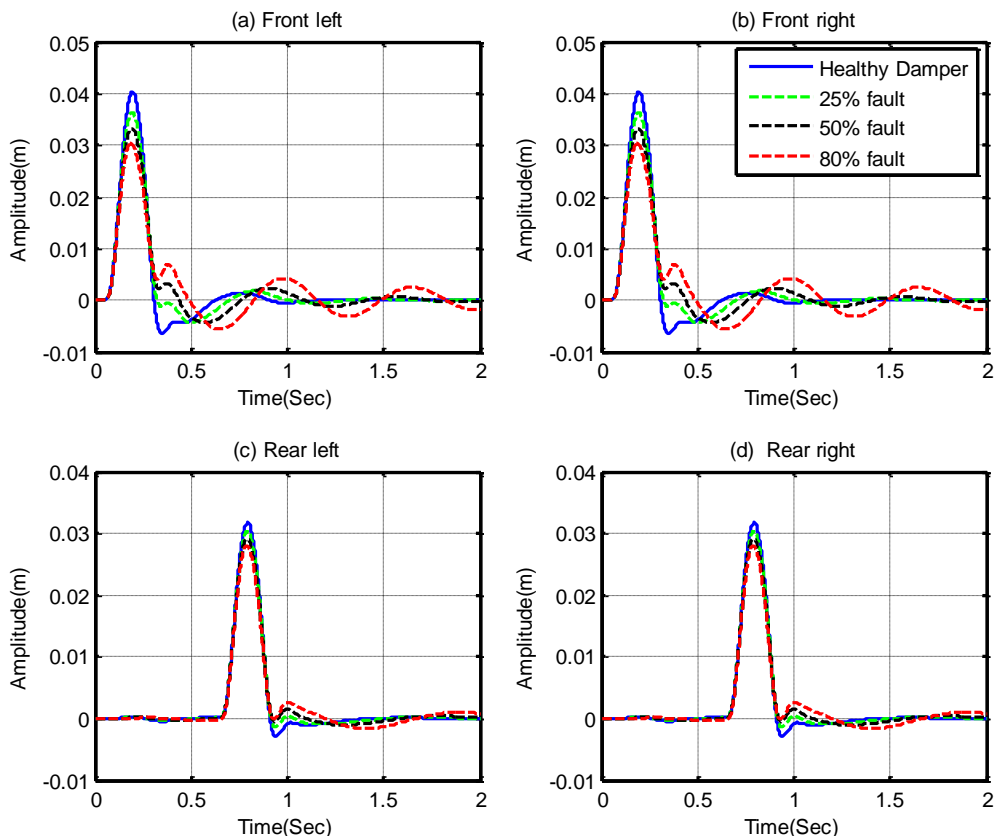 (a) Front left
0.05
0.04
0.03
0.02
0.01
0
-0.01
Amplitude(m)
0 0.5 1 1.5 2
Time(Sec)
(b) Front right
0.05
0.04
0.03
0.02
0.01
0
-0.01
Amplitude(m)
Healthy Damper
25% fault
50% fault
80% fault
0 0.5 1 1.5 2
Time(Sec)
(c) Rear left
0.04
0.03
0.02
0.01
0
-0.01
Amplitude(m)
0 0.5 1 1.5 2
Time(Sec)
(d) Rear right
0.04
0.03
0.02
0.01
0
-0.01
Amplitude(m)
0 0.5 1 1.5 2
Time(Sec)